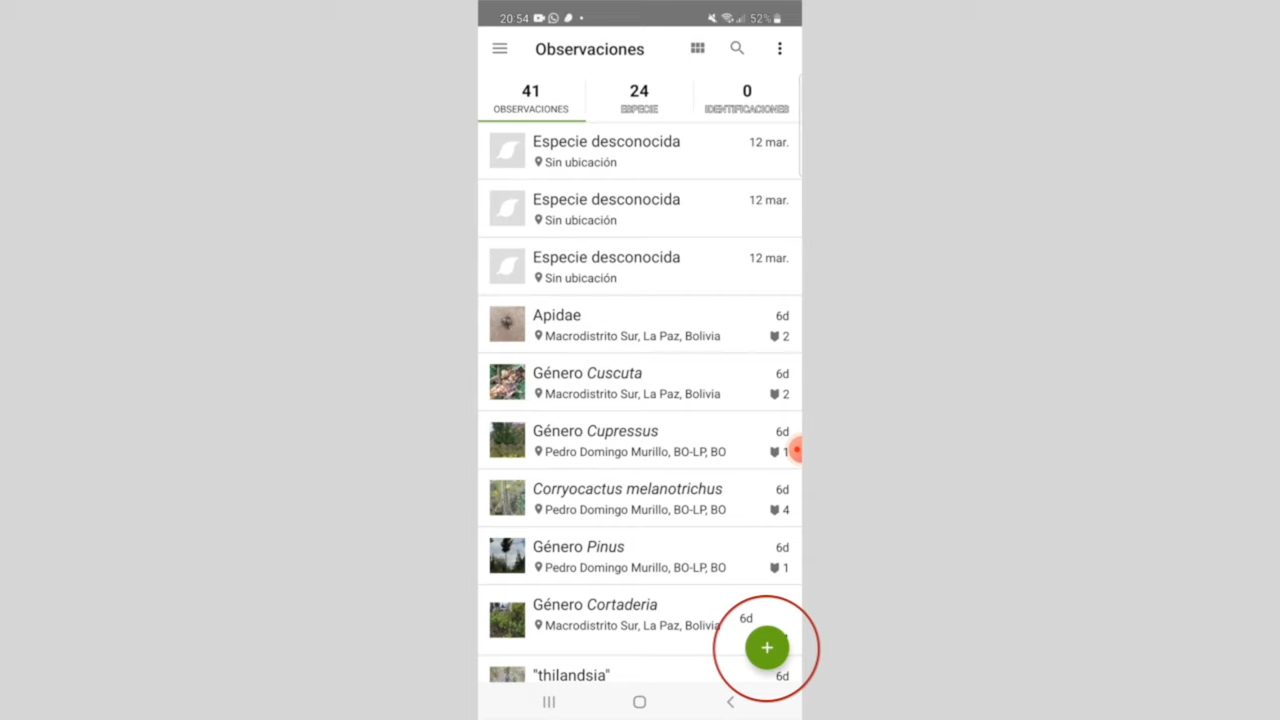 20:54
52%
Observaciones
41
24
0
OBSERVACIONES
ESPECIE
IDENTIFICACIONES
Especie desconocida
12 mar.
Sin ubicación
Especie desconocida
12 mar.
Sin ubicación
Especie desconocida
12 mar.
Sin ubicación
Apidae
6d
Macrodistrito Sur, La Paz, Bolivia
2
Género Cuscuta
6d
Macrodistrito Sur, La Paz, Bolivia
2
Género Cupressus
6d
Pedro Domingo Murillo, BO-LP, BO
1
Corryocactus melanotrichus
6d
Pedro Domingo Murillo, BO-LP, BO
4
Género Pinus
6d
Pedro Domingo Murillo, BO-LP, BO
1
Género Cortaderia
6d
Macrodistrito Sur, La Paz, Bolivia
+
"thilandsia"
6d